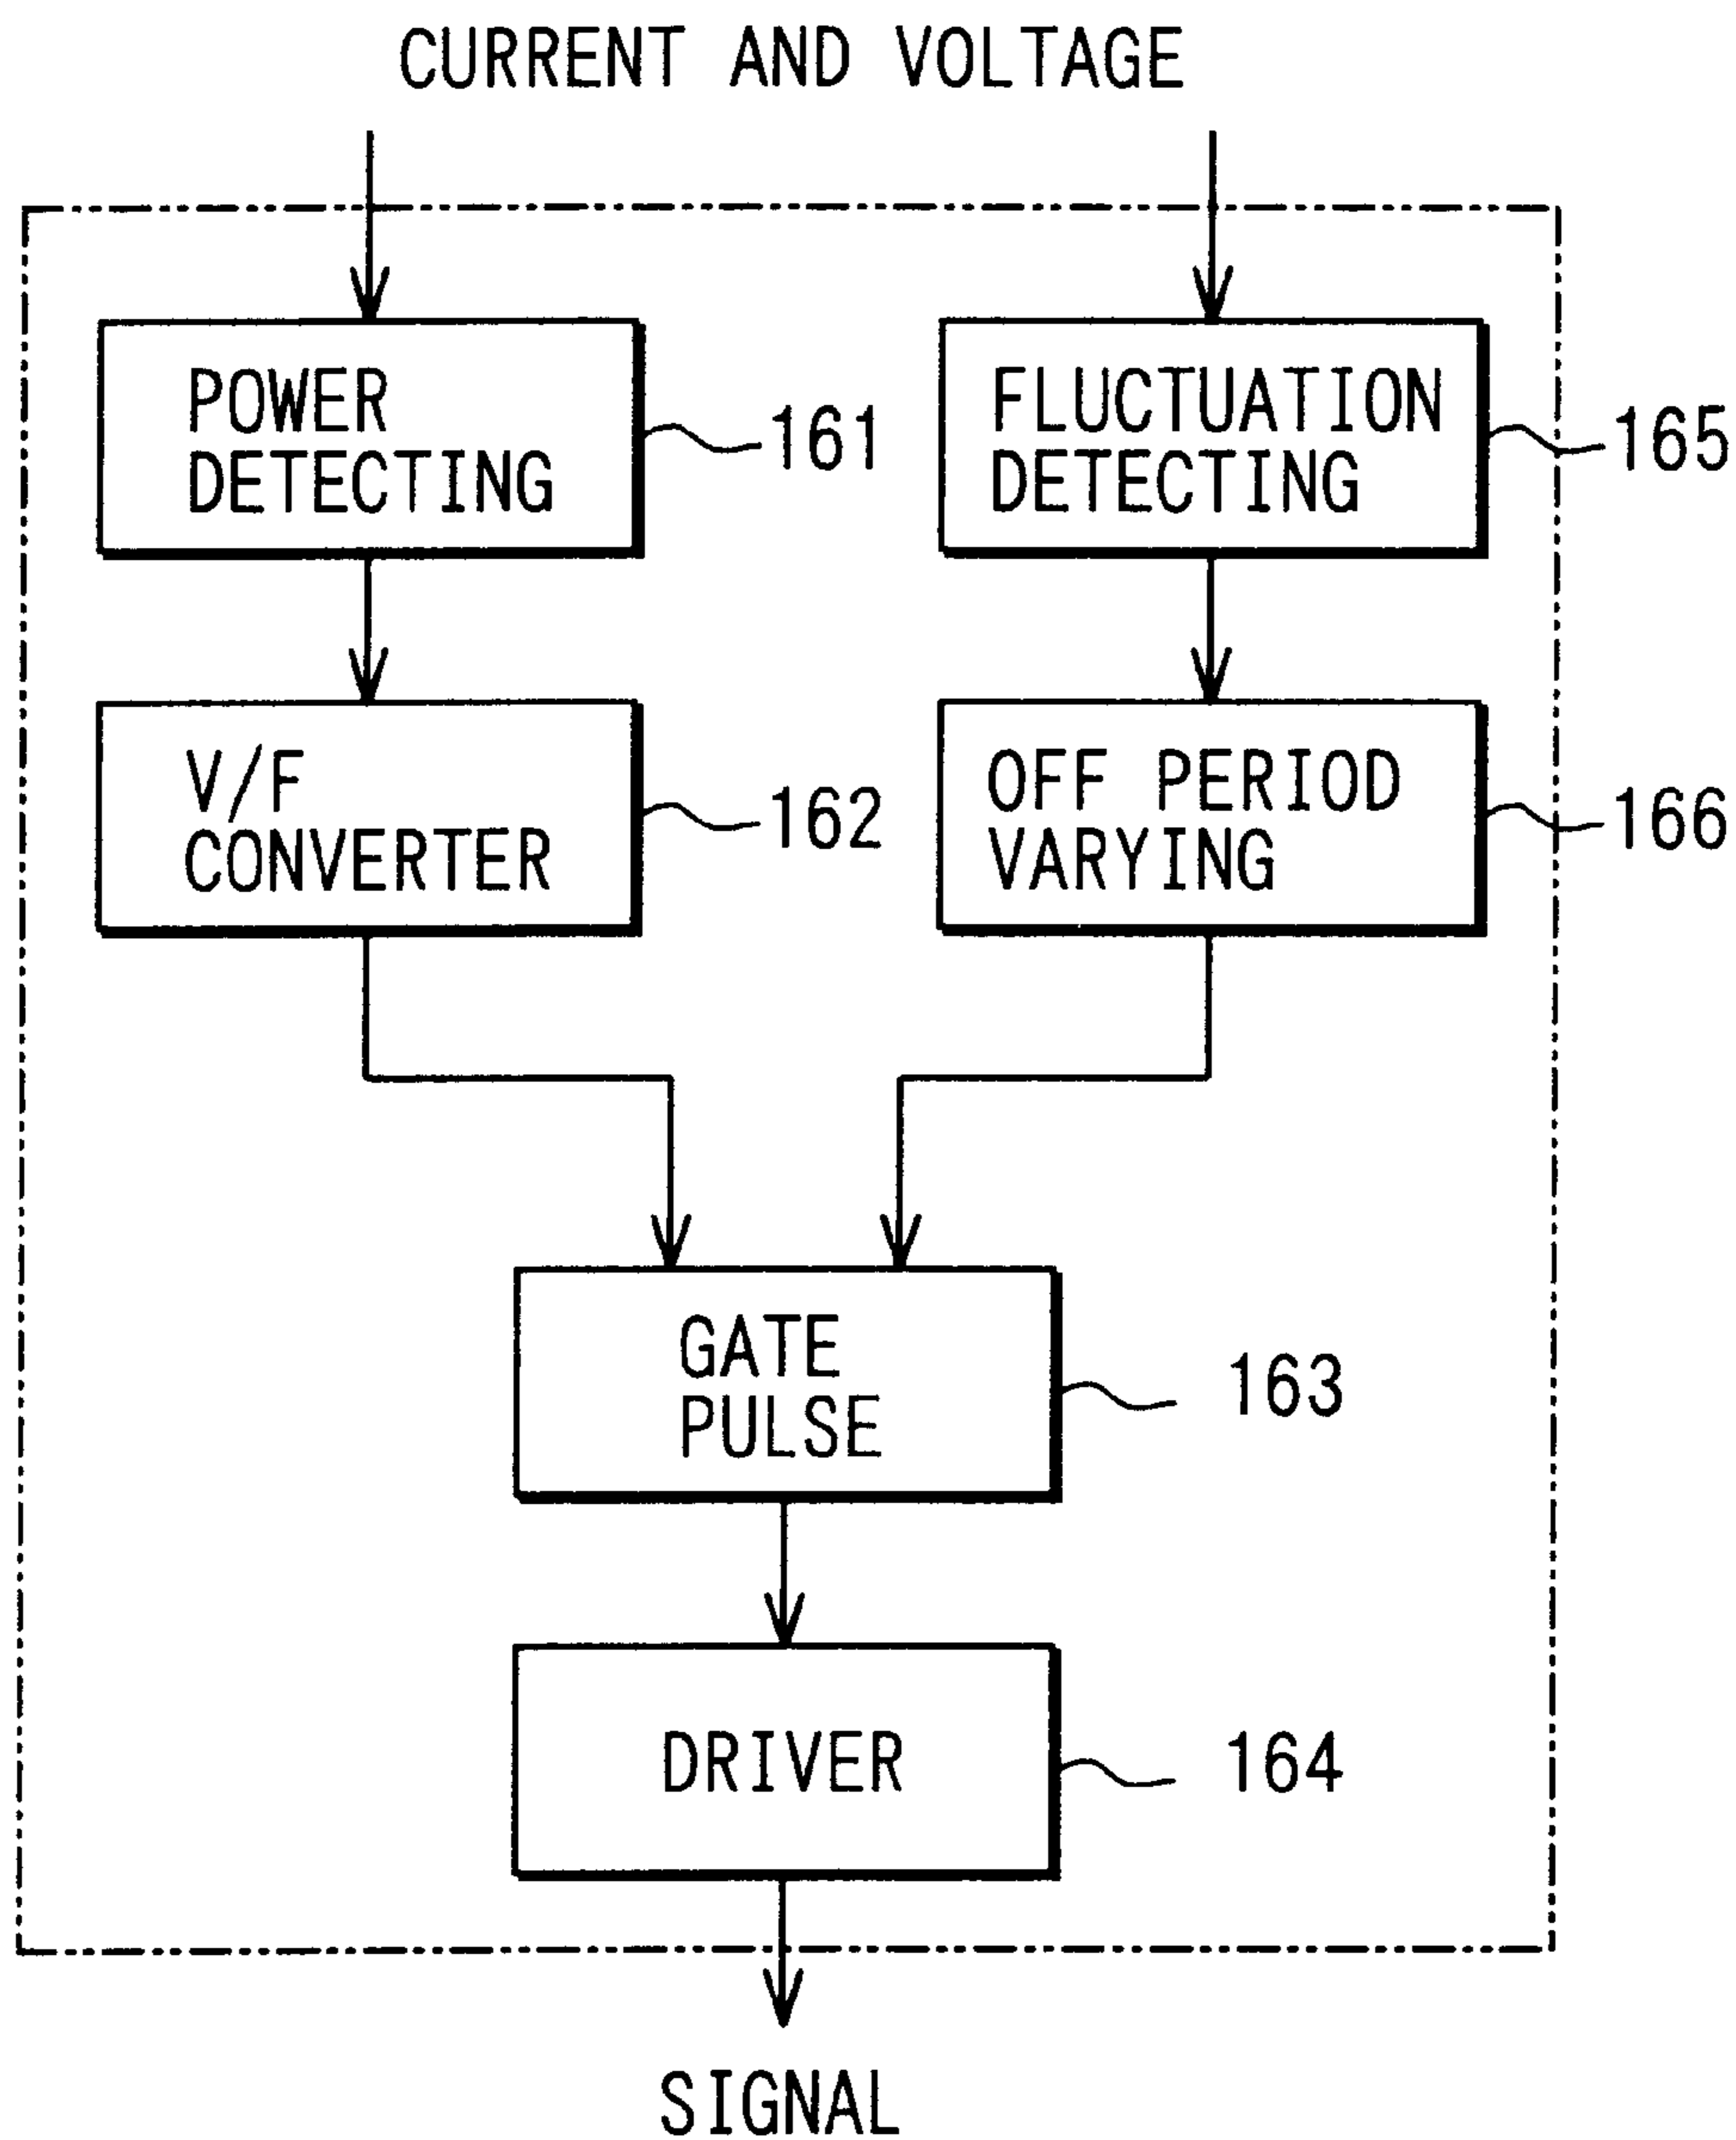 CURRENT AND VOLTAGE
POWER
DETECTING
161
FLUCTUATION
DETECTING
165
V/F
CONVERTER
162
OFF PERIOD
VARYING
166
GATE
PULSE
163
DRIVER
164
SIGNAL